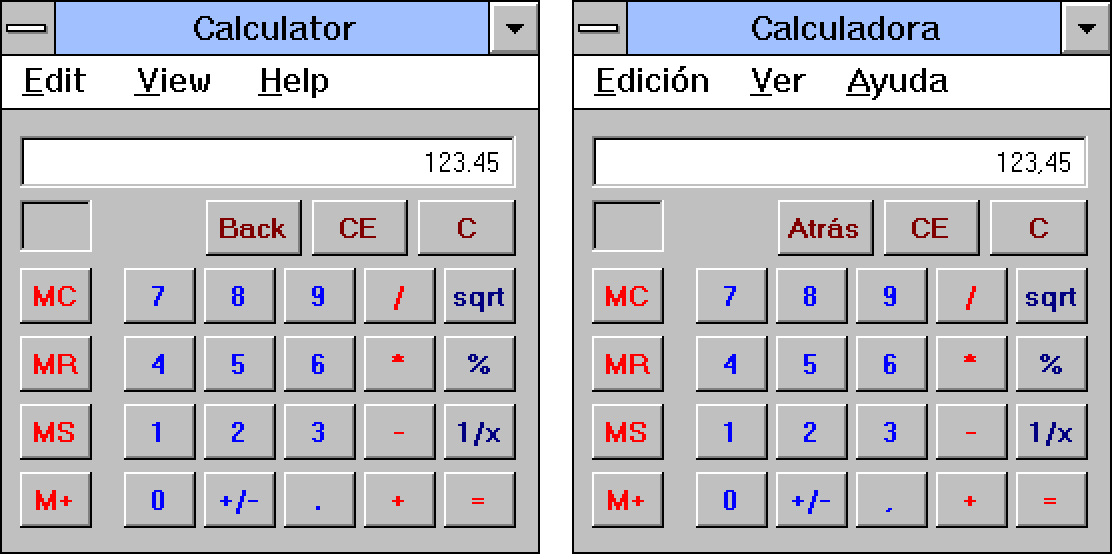 Calculator
Edit View Help
123.45
Back CE C
MC 7 8 9 / sqrt
MR 4 5 6 * %
MS 1 2 3 - 1/x
M+ 0 +/- . + =
Calculadora
Edición Ver Ayuda
123,45
Atrás CE C
MC 7 8 9 / sqrt
MR 4 5 6 * %
MS 1 2 3 - 1/x
M+ 0 +/- , + =